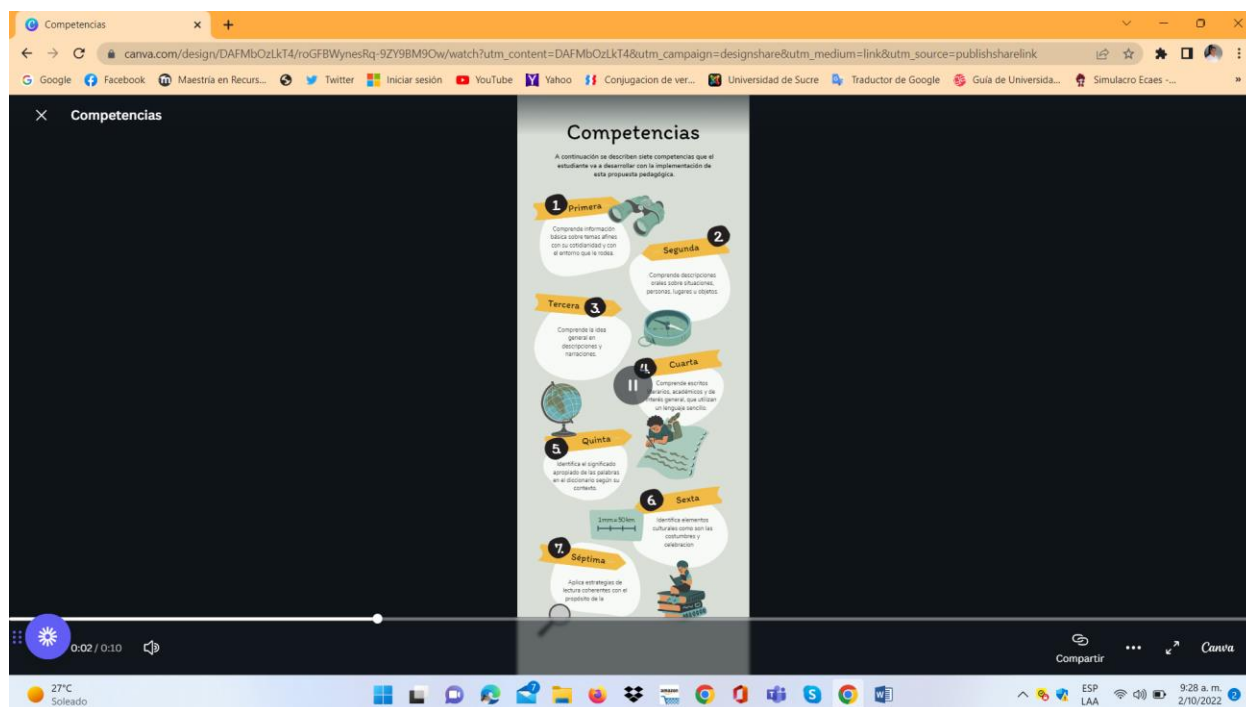 Competencias
canva.com/design/DAFMbOzLkT4/roGFBWynesRq-9ZY9BM9Ow/watch?utm_content=DAFMbOzLkT4&utm_campaign=designshare&utm_medium=link&utm_source=publishsharelink
Google Facebook Maestría en Recurs... Twitter Iniciar sesión YouTube Yahoo Conjugacion de ver... Universidad de Sucre Traductor de Google Guía de Universida... Simulacro Ecaes -... »
Competencias
Competencias
A continuación se describen siete competencias que el
estudiante va a desarrollar con la implementación de
esta propuesta pedagógica.
1. Primera
Comprende información
básica sobre temas afines
con su cotidianidad y con
el entorno que le rodea.
2. Segunda
Comprende descripciones
orales sobre situaciones,
personas, lugares u objetos.
Tercera 3.
Comprende la idea
general en
descripciones y
narraciones.
4. Cuarta
Comprende escritos
literarios, académicos y de
interés general, que utilizan
un lenguaje sencillo.
5. Quinta
Identifica el significado
apropiado de las palabras
en el diccionario según su
contexto.
6. Sexta
1mm=50km
Identifica elementos
culturales como son las
costumbres y
celebracion
7. Séptima
Aplica estrategias de
lectura coherentes con el
propósito de la
0:02 / 0:10
Compartir
Canva
27°C
Soleado
amazon
ESP
LAA
9:28 a. m.
2/10/2022
2